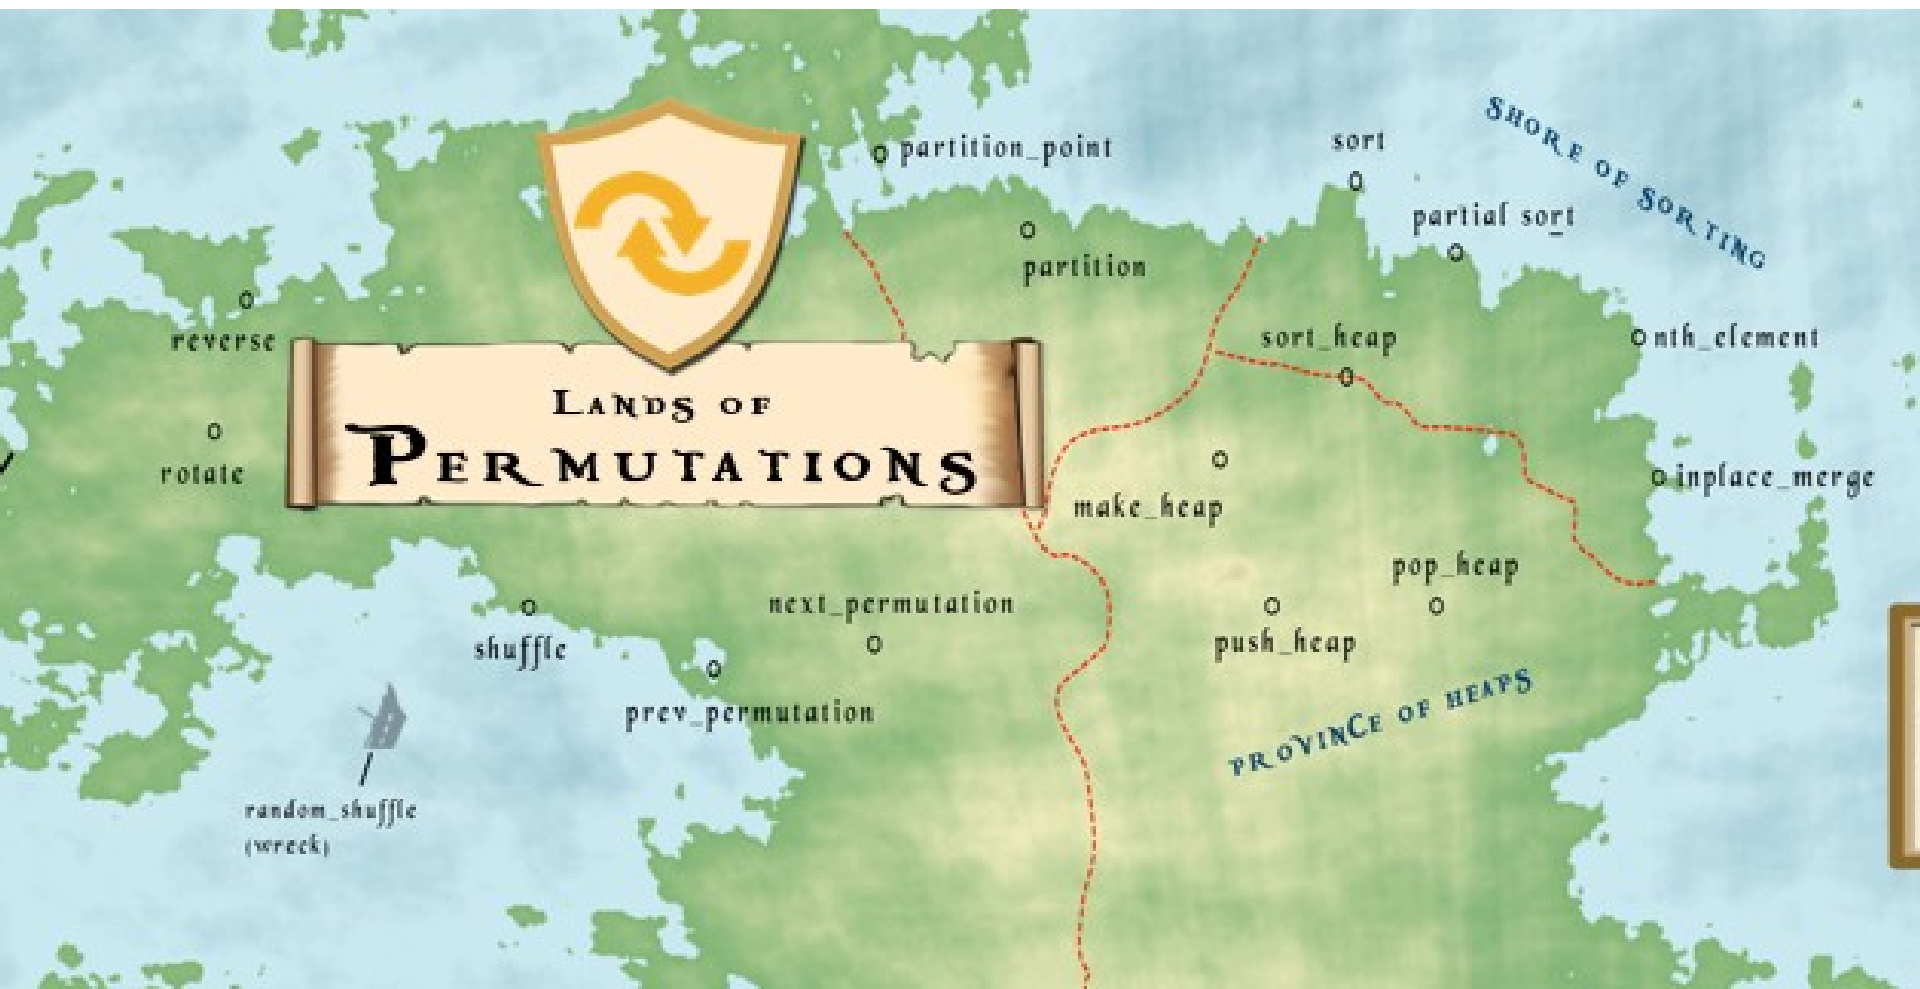 partition_point
sort
SHORE OF SORTING
partial sort
_
partition
reverse
sort_heap
nth_element
LANDS OF
PERMUTATIONS
rotate
inplace_merge
make_heap
pop_heap
next_permutation
push_heap
shuffle
prev_permutation
PROVINCE OF HEAPS
random_shuffle
(wreck)